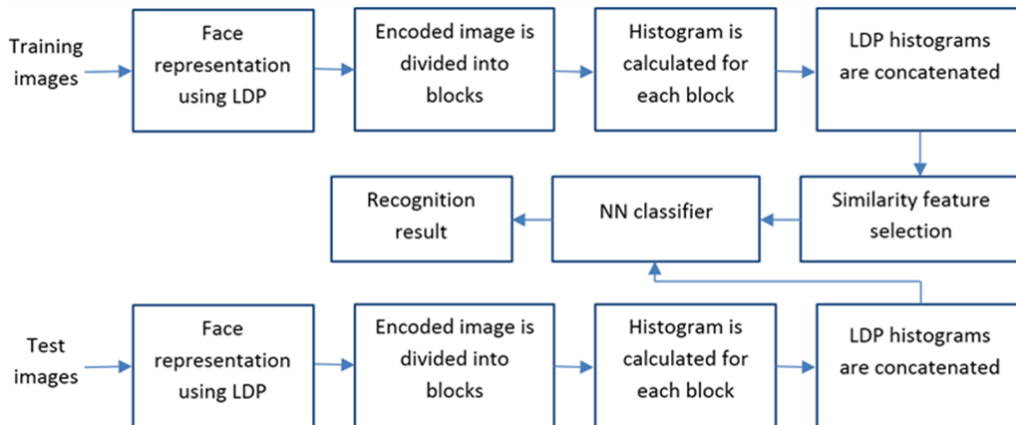 Training
images
Face
representation
using LDP
Encoded image is
divided into
blocks
Histogram is
calculated for
each block
LDP histograms
are concatenated
Recognition
result
NN classifier
Similarity feature
selection
Test
images
Face
representation
using LDP
Encoded image is
divided into
blocks
Histogram is
calculated for
each block
LDP histograms
are concatenated